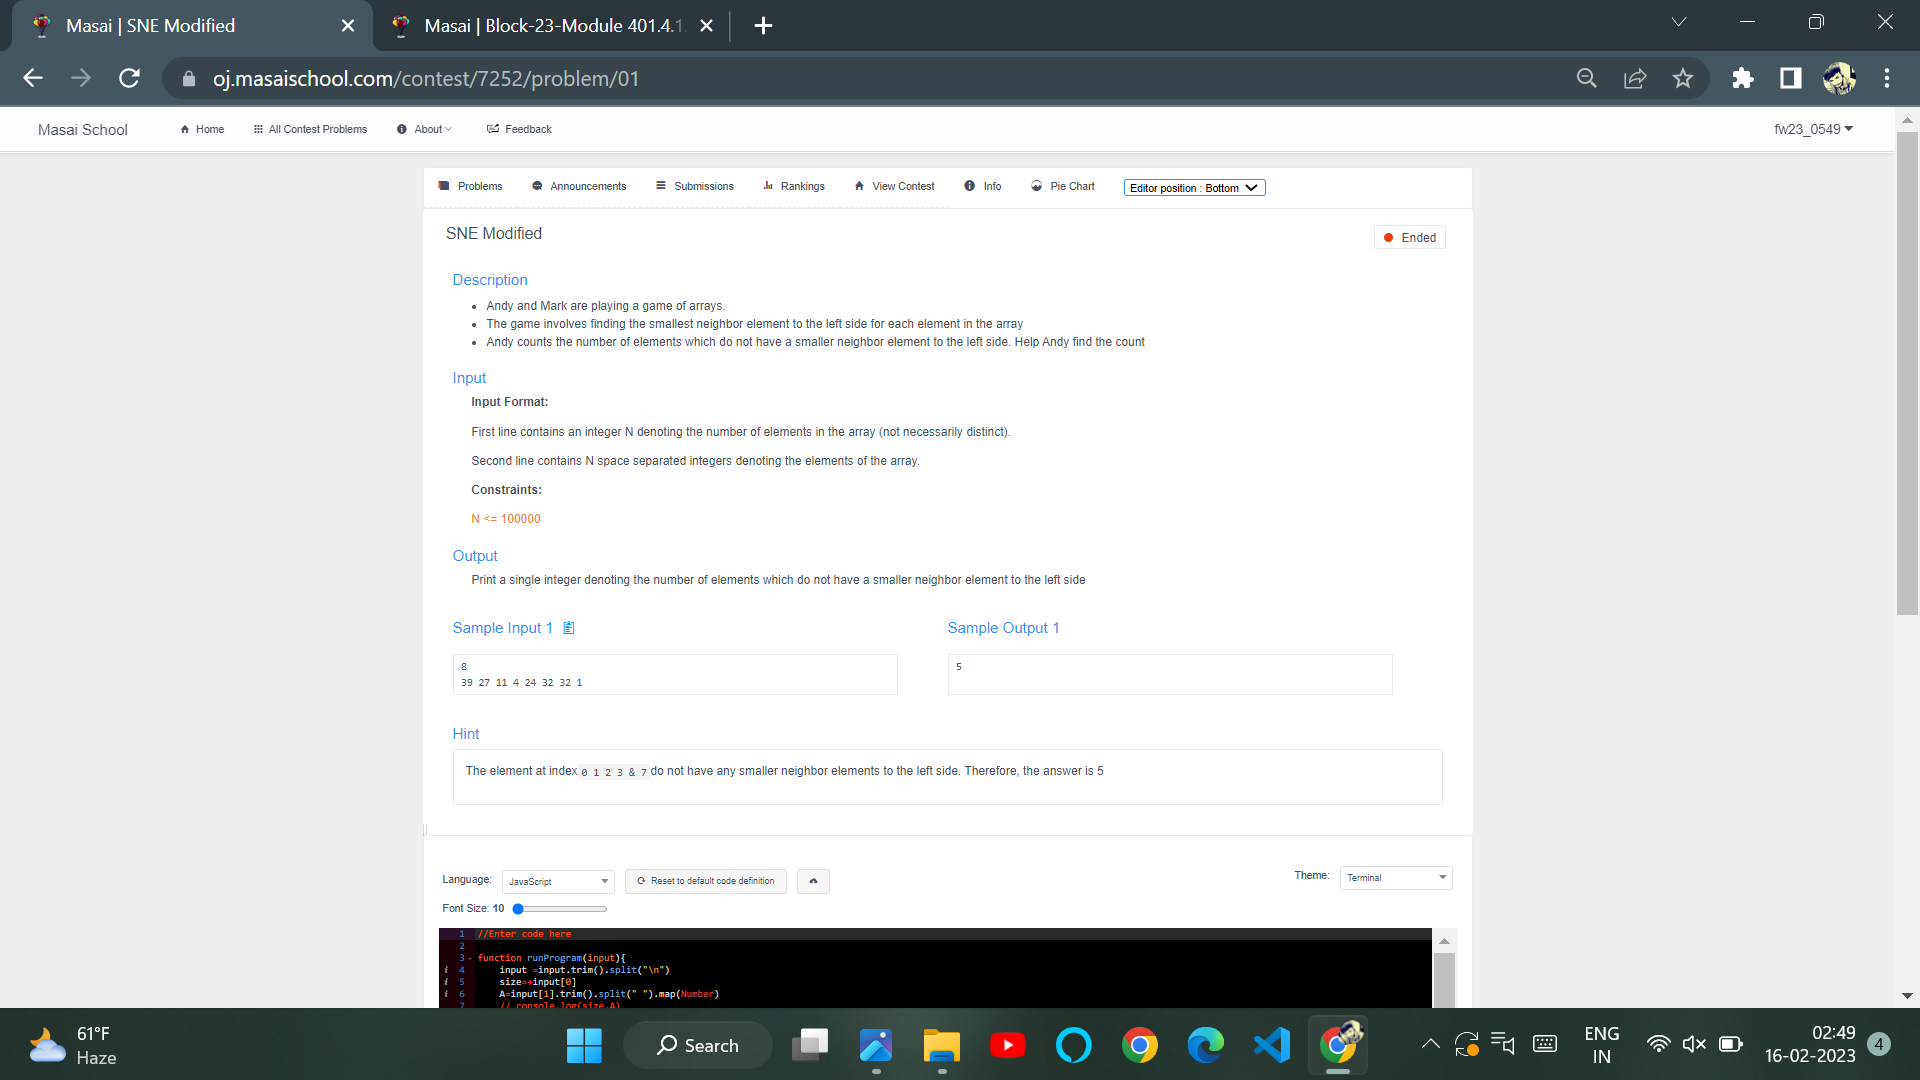 Masai | SNE Modified
Masai | Block-23-Module 401.4.1
oj.masaischool.com/contest/7252/problem/01
Masai School Home All Contest Problems About Feedback fw23_0549
Problems Announcements Submissions Rankings View Contest Info Pie Chart Editor position : Bottom
SNE Modified
Ended
Description
Andy and Mark are playing a game of arrays.
The game involves finding the smallest neighbor element to the left side for each element in the array
Andy counts the number of elements which do not have a smaller neighbor element to the left side. Help Andy find the count
Input
Input Format:
First line contains an integer N denoting the number of elements in the array (not necessarily distinct).
Second line contains N space separated integers denoting the elements of the array.
Constraints:
N <= 100000
Output
Print a single integer denoting the number of elements which do not have a smaller neighbor element to the left side
Sample Input 1
8
39 27 11 4 24 32 32 1
Sample Output 1
5
Hint
The element at index 0 1 2 3 & 7 do not have any smaller neighbor elements to the left side. Therefore, the answer is 5
Language: JavaScript Reset to default code definition
Theme: Terminal
Font Size: 10
1 //Enter code here
2
3 function runProgram(input){
4 input =input.trim().split("\n")
5 size=+input[0]
6 A=input[1].trim().split(" ").map(Number)
7 // console.log(size,A)
61°F
Haze
Search
ENG
IN
02:49
16-02-2023
4